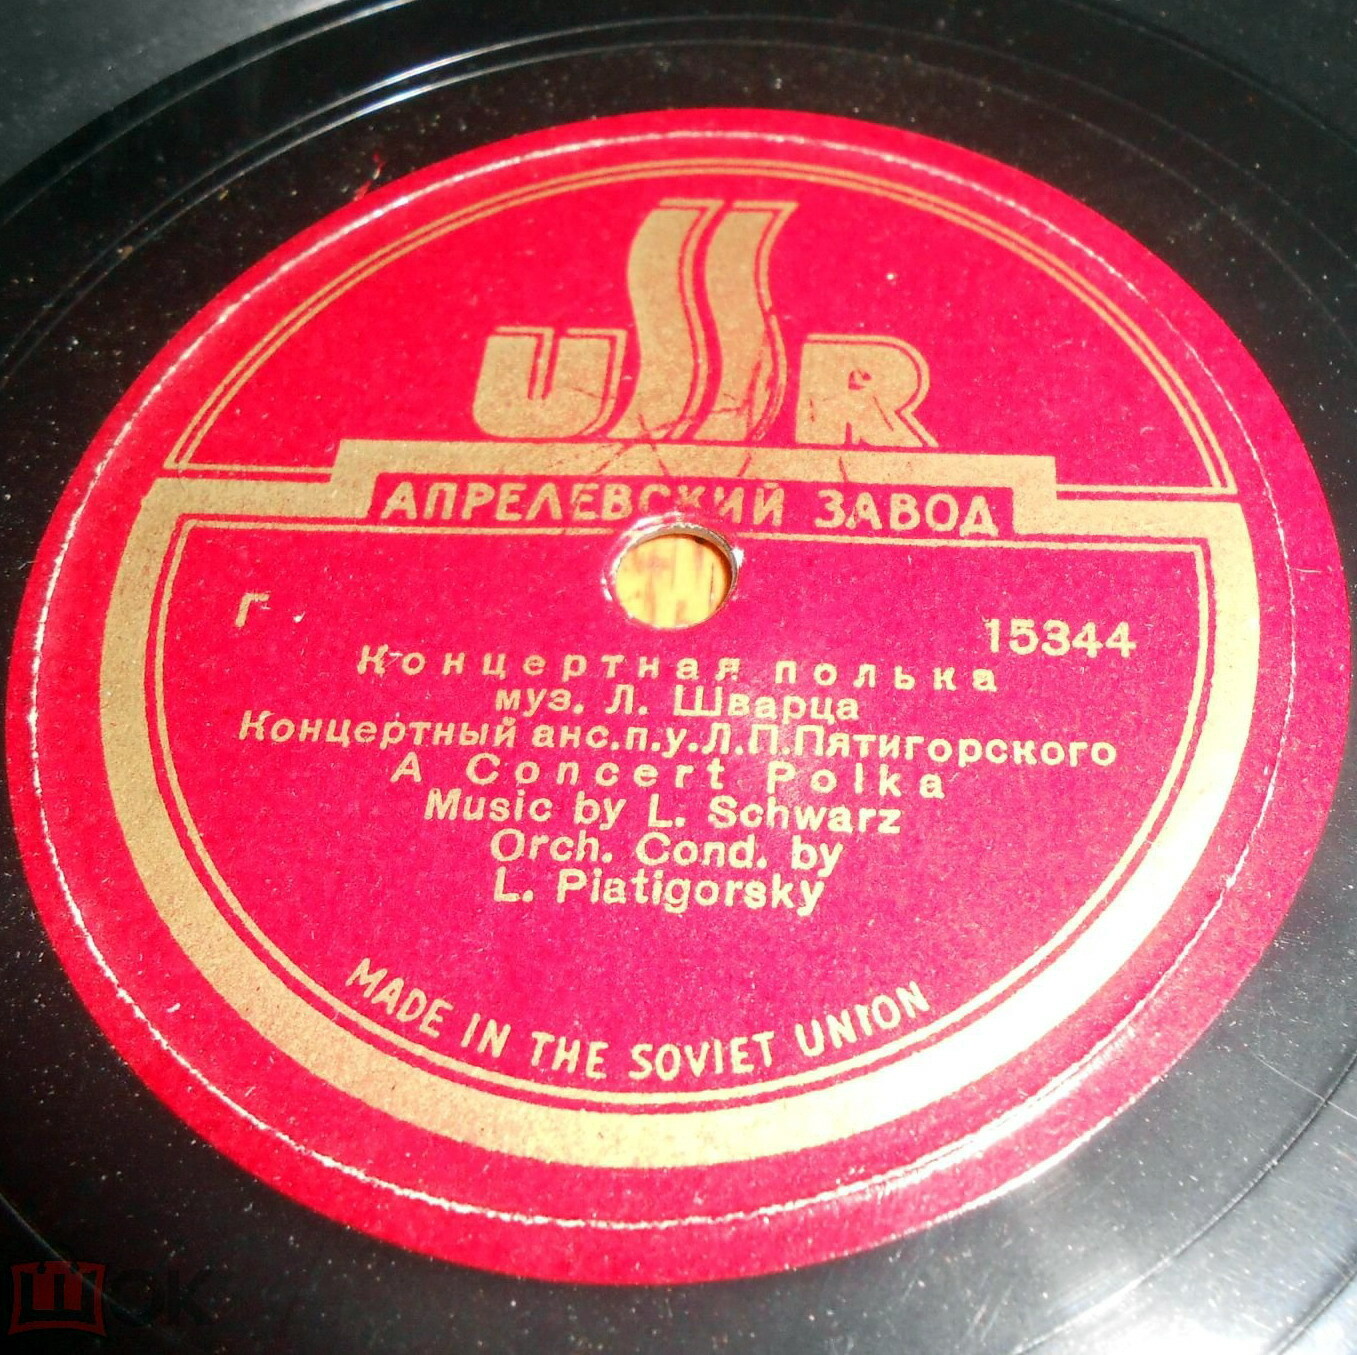 USSR
АПРЕЛЕВСКИЙ ЗАВОД
Г 15344
Концертная полька
муз. Л. Шварца
Концертный анс.п.у.Л.П.Пятигорского
A Concert Polka
Music by L. Schwarz
Orch. Cond. by
L. Piatigorsky
MADE IN THE SOVIET UNION